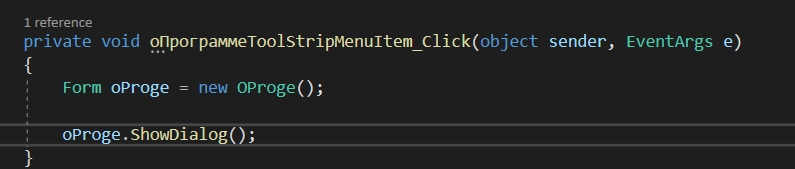 1 reference
private void оПрограммеToolStripMenuItem_Click(object sender, EventArgs e)
{
Form oProge = new OProge();
oProge.ShowDialog();
}